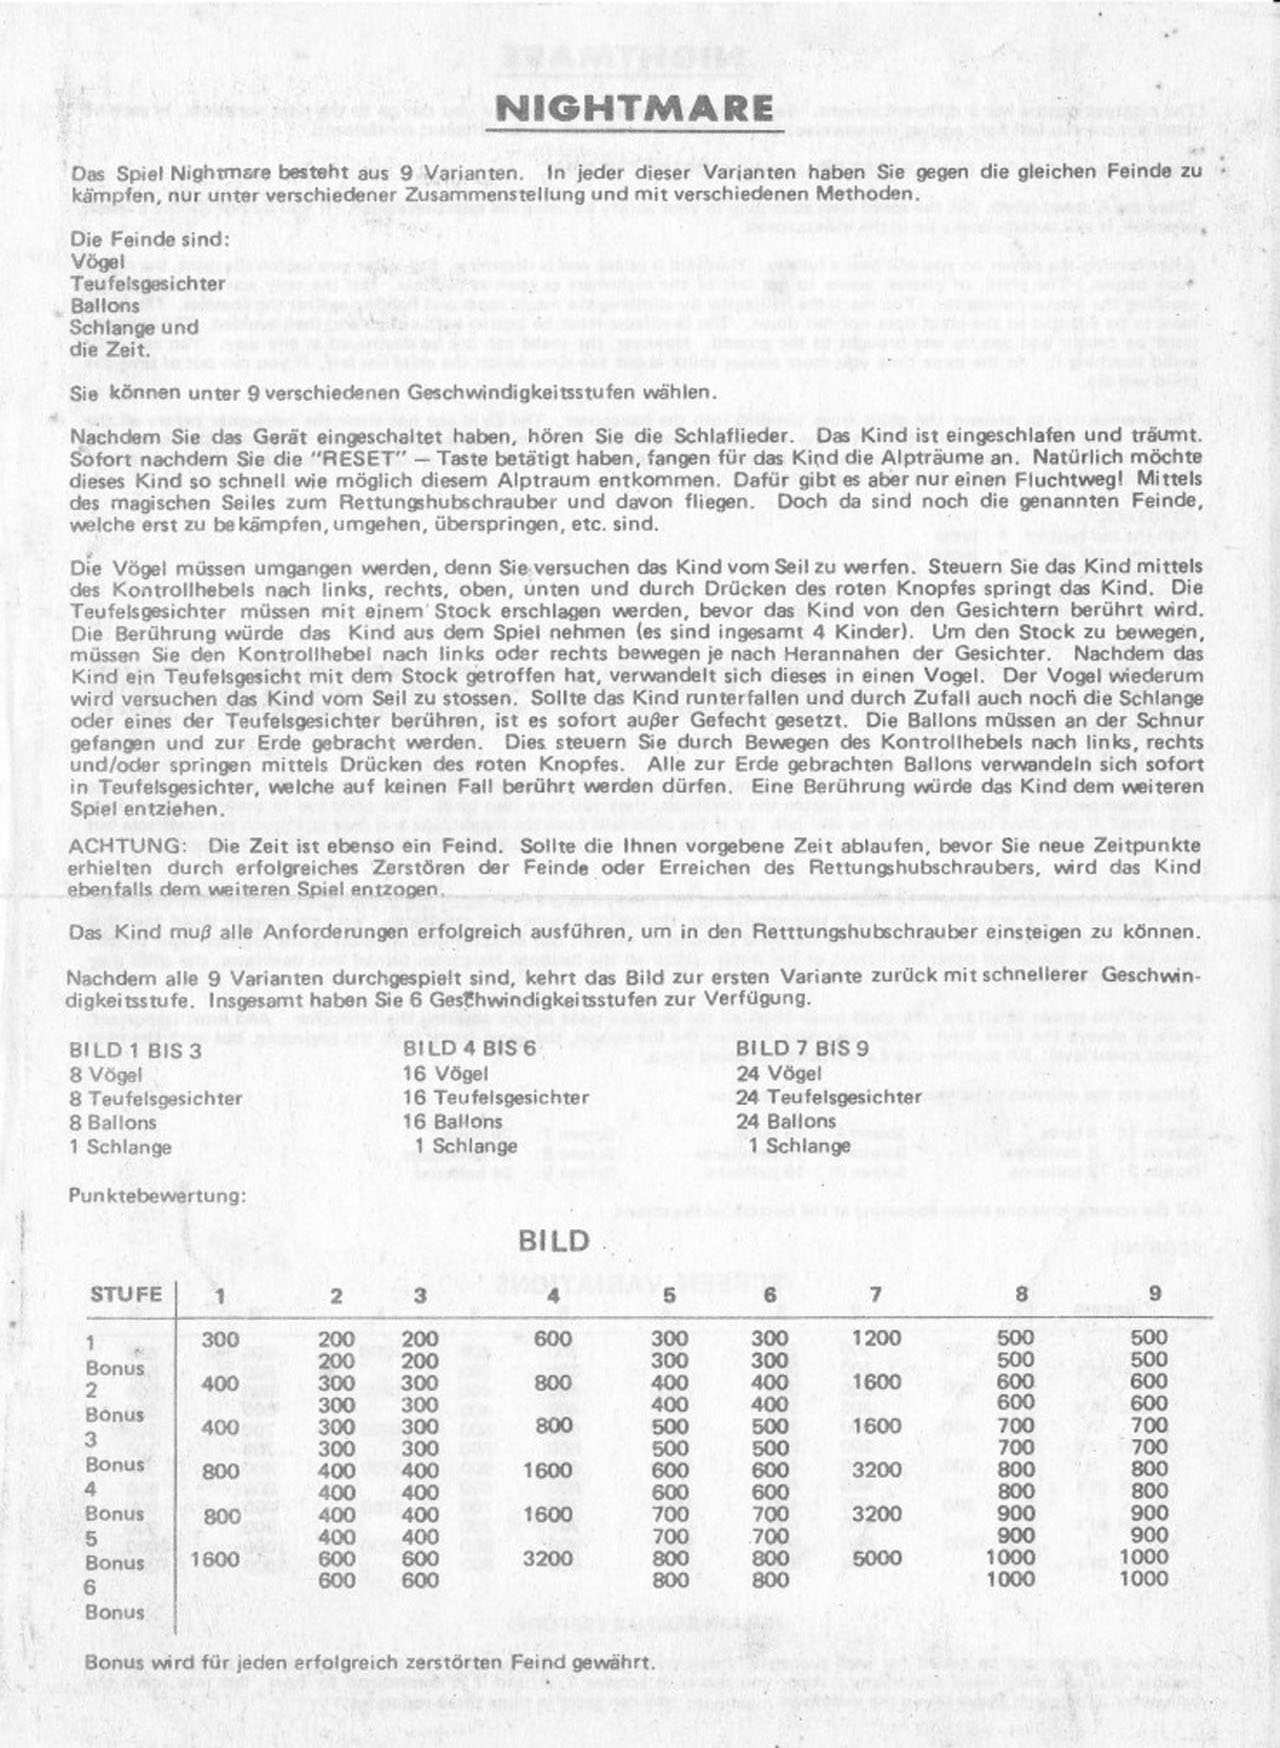 NIGHTMARE
Das Spiel Nightmare besteht aus 9 Varianten. In jeder dieser Varianten haben Sie gegen die gleichen Feinde zu
kämpfen, nur unter verschiedener Zusammenstellung und mit verschiedenen Methoden.
Die Feinde sind:
Vögel
Teufelsgesichter
Ballons
Schlange und
die Zeit.
Sie können unter 9 verschiedenen Geschwindigkeitsstufen wählen.
Nachdem Sie das Gerät eingeschaltet haben, hören Sie die Schlaflieder. Das Kind ist eingeschlafen und träumt.
Sofort nachdem Sie die "RESET" — Taste betätigt haben, fangen für das Kind die Alpträume an. Natürlich möchte
dieses Kind so schnell wie möglich diesem Alptraum entkommen. Dafür gibt es aber nur einen Fluchtweg! Mittels
des magischen Seiles zum Rettungshubschrauber und davon fliegen. Doch da sind noch die genannten Feinde,
welche erst zu bekämpfen, umgehen, überspringen, etc. sind.
Die Vögel müssen umgangen werden, denn Sie versuchen das Kind vom Seil zu werfen. Steuern Sie das Kind mittels
des Kontrollhebels nach links, rechts, oben, unten und durch Drücken des roten Knopfes springt das Kind. Die
Teufelsgesichter müssen mit einem Stock erschlagen werden, bevor das Kind von den Gesichtern berührt wird.
Die Berührung würde das Kind aus dem Spiel nehmen (es sind ingesamt 4 Kinder). Um den Stock zu bewegen,
müssen Sie den Kontrollhebel nach links oder rechts bewegen je nach Herannahen der Gesichter. Nachdem das
Kind ein Teufelsgesicht mit dem Stock getroffen hat, verwandelt sich dieses in einen Vogel. Der Vogel wiederum
wird versuchen das Kind vom Seil zu stossen. Sollte das Kind runterfallen und durch Zufall auch noch die Schlange
oder eines der Teufelsgesichter berühren, ist es sofort außer Gefecht gesetzt. Die Ballons müssen an der Schnur
gefangen und zur Erde gebracht werden. Dies steuern Sie durch Bewegen des Kontrollhebels nach links, rechts
und/oder springen mittels Drücken des roten Knopfes. Alle zur Erde gebrachten Ballons verwandeln sich sofort
in Teufelsgesichter, welche auf keinen Fall berührt werden dürfen. Eine Berührung würde das Kind dem weiteren
Spiel entziehen.
ACHTUNG: Die Zeit ist ebenso ein Feind. Sollte die Ihnen vorgebene Zeit ablaufen, bevor Sie neue Zeitpunkte
erhielten durch erfolgreiches Zerstören der Feinde oder Erreichen des Rettungshubschraubers, wird das Kind
ebenfalls dem weiteren Spiel entzogen.
Das Kind muß alle Anforderungen erfolgreich ausführen, um in den Retttungshubschrauber einsteigen zu können.
Nachdem alle 9 Varianten durchgespielt sind, kehrt das Bild zur ersten Variante zurück mit schnellerer Geschwin-
digkeitsstufe. Insgesamt haben Sie 6 Geschwindigkeitsstufen zur Verfügung.
BILD 1 BIS 3 BILD 4 BIS 6 BILD 7 BIS 9
8 Vögel 16 Vögel 24 Vögel
8 Teufelsgesichter 16 Teufelsgesichter 24 Teufelsgesichter
8 Ballons 16 Ballons 24 Ballons
1 Schlange 1 Schlange 1 Schlange
Punktebewertung:
BILD
STUFE 1 2 3 4 5 6 7 8 9
1 300 200 200 600 300 300 1200 500 500
Bonus 200 200 300 300 500 500
2 400 300 300 800 400 400 1600 600 600
Bonus 300 300 400 400 600 600
3 400 300 300 800 500 500 1600 700 700
Bonus 300 300 500 500 700 700
4 800 400 400 1600 600 600 3200 800 800
Bonus 400 400 600 600 800 800
5 800 400 400 1600 700 700 3200 900 900
Bonus 400 400 700 700 900 900
6 1600 600 600 3200 800 800 5000 1000 1000
Bonus 600 600 800 800 1000 1000
Bonus wird für jeden erfolgreich zerstörten Feind gewährt.